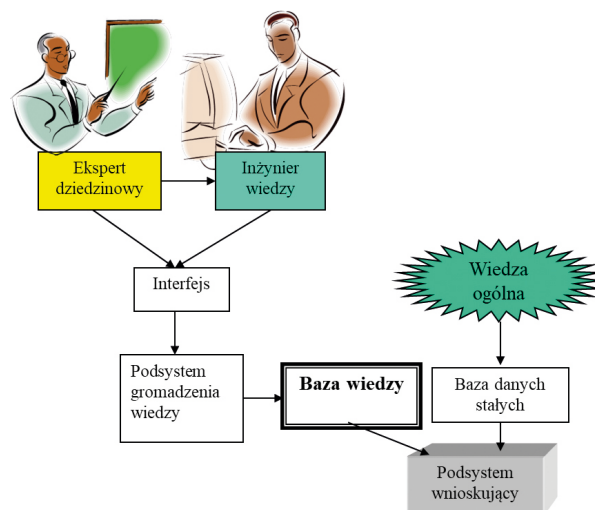 Ekspert
dziedzinowy
Inżynier
wiedzy
Interfejs
Wiedza
ogólna
Podsystem
gromadzenia
wiedzy
Baza wiedzy
Baza danych
stałych
Podsystem
wnioskujący